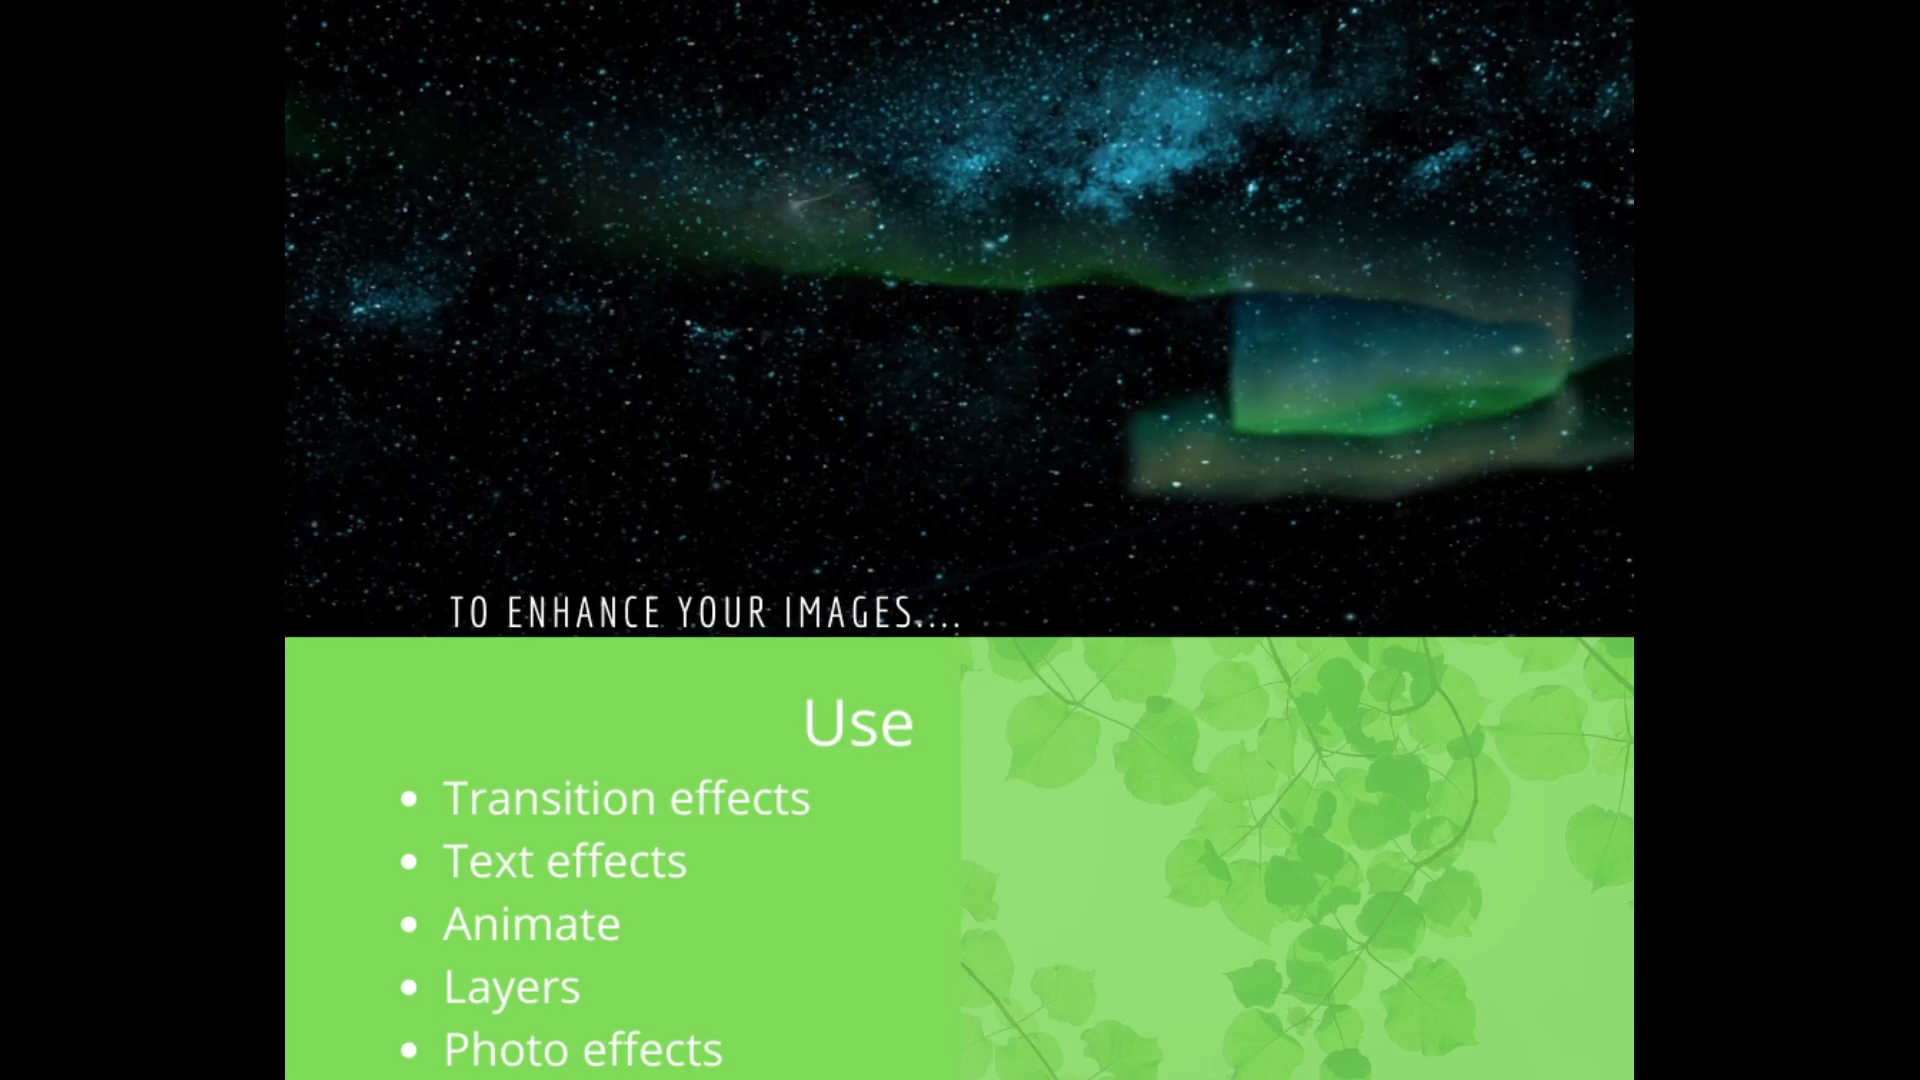 TO ENHANCE YOUR IMAGES....
Use
• Transition effects
• Text effects
• Animate
• Layers
• Photo effects